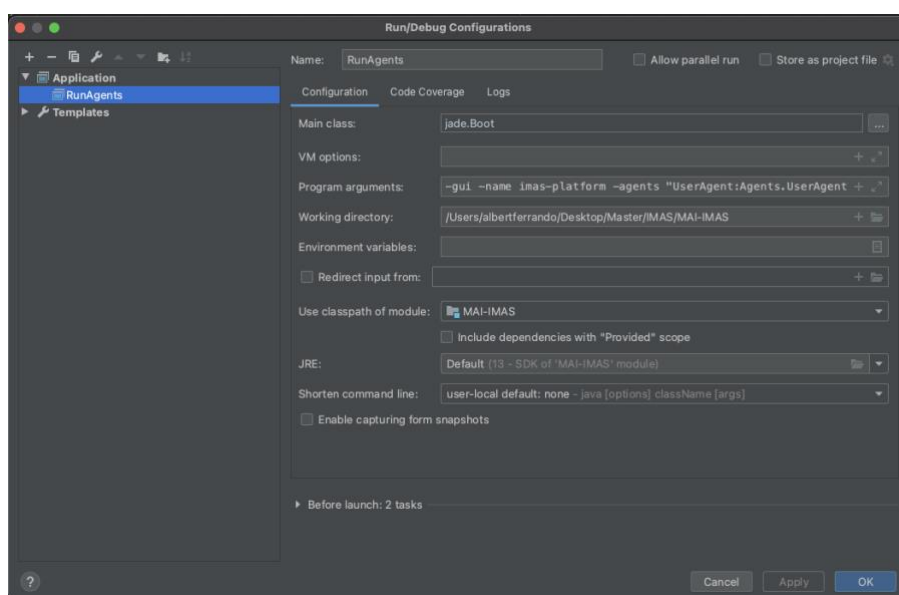 Run/Debug Configurations
Name: RunAgents Allow parallel run Store as project file
Application
RunAgents
Templates
Configuration Code Coverage Logs
Main class: jade.Boot ...
VM options:
Program arguments: -gui -name imas-platform -agents "UserAgent:Agents.UserAgent
Working directory: /Users/albertferrando/Desktop/Master/IMAS/MAI-IMAS
Environment variables:
Redirect input from:
Use classpath of module: MAI-IMAS
Include dependencies with "Provided" scope
JRE: Default (13 - SDK of 'MAI-IMAS' module)
Shorten command line: user-local default: none - java [options] className [args]
Enable capturing form snapshots
Before launch: 2 tasks
? Cancel Apply OK